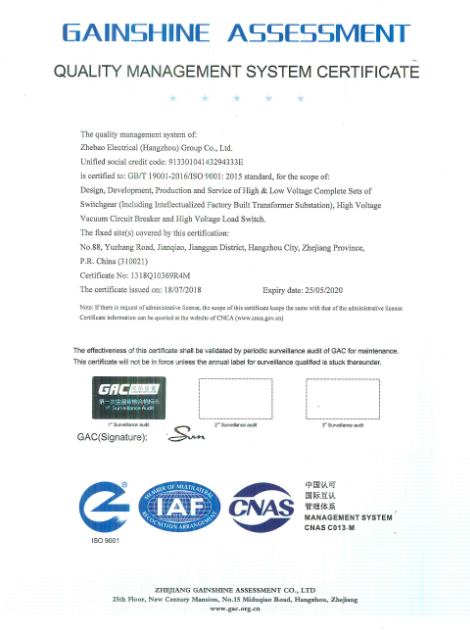 GAINSHINE ASSESSMENT
QUALITY MANAGEMENT SYSTEM CERTIFICATE
The quality management system of:
Zhebao Electrical (Hangzhou) Group Co., Ltd.
Unified social credit code: 91330104143294333E
is certified to: GB/T 19001-2016/ISO 9001: 2015 standard, for the scope of:
Design, Development, Production and Service of High & Low Voltage Complete Sets of
Switchgear (Including Intellectualized Factory Built Transformer Substation), High Voltage
Vacuum Circuit Breaker and High Voltage Load Switch.
The fixed site(s) covered by this certification:
No.88, Yuzhang Road, Jianqiao, Jianggan District, Hangzhou City, Zhejiang Province,
P.R. China (310021)
Certificate No: 1318Q10369R4M
The certificate issued on: 18/07/2018 Expiry date: 25/05/2020
Note: If there is request of administrative license, the scope of this certificate keeps the same with that of the administrative license
Certificate information can be queried at the website of CNCA (www.cnca.gov.cn)
The effectiveness of this certificate shall be validated by periodic surveillance audit of GAC for maintenance.
This certificate will not be in force unless the annual label for surveillance qualified is stuck thereunder.
GAC
1st Surveillance Audit
1st Surveillance audit 2nd Surveillance audit 3rd Surveillance audit
GAC(Signature): Sun
MEMBER OF MULTILATERAL
IAF
RECOGNITION ARRANGEMENT
CNAS
中国认可
国际互认
管理体系
MANAGEMENT SYSTEM
CNAS C013-M
ISO 9001
ZHEJIANG GAINSHINE ASSESSMENT CO., LTD
25th Floor, New Century Mansion, No.15 Miduqiao Road, Hangzhou, Zhejiang
www.gac.org.cn